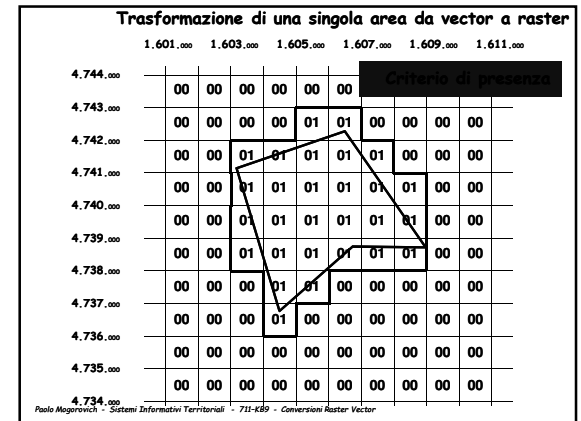 Trasformazione di una singola area da vector a raster
1.601.000 1.603.000 1.605.000 1.607.000 1.609.000 1.611.000
4.744.000
Criterio di presenza
00 00 00 00 00 00
4.743.000
00 00 00 00 01 01 00 00 00 00
4.742.000
00 00 01 01 01 01 01 00 00 00
4.741.000
00 00 01 01 01 01 01 01 00 00
4.740.000
00 00 01 01 01 01 01 01 00 00
4.739.000
00 00 01 01 01 01 01 01 00 00
4.738.000
00 00 00 01 01 00 00 00 00 00
4.737.000
00 00 00 01 00 00 00 00 00 00
4.736.000
00 00 00 00 00 00 00 00 00 00
4.735.000
00 00 00 00 00 00 00 00 00 00
4.734.000
Paolo Mogorovich - Sistemi Informativi Territoriali - 711-KB9 - Conversioni Raster Vector